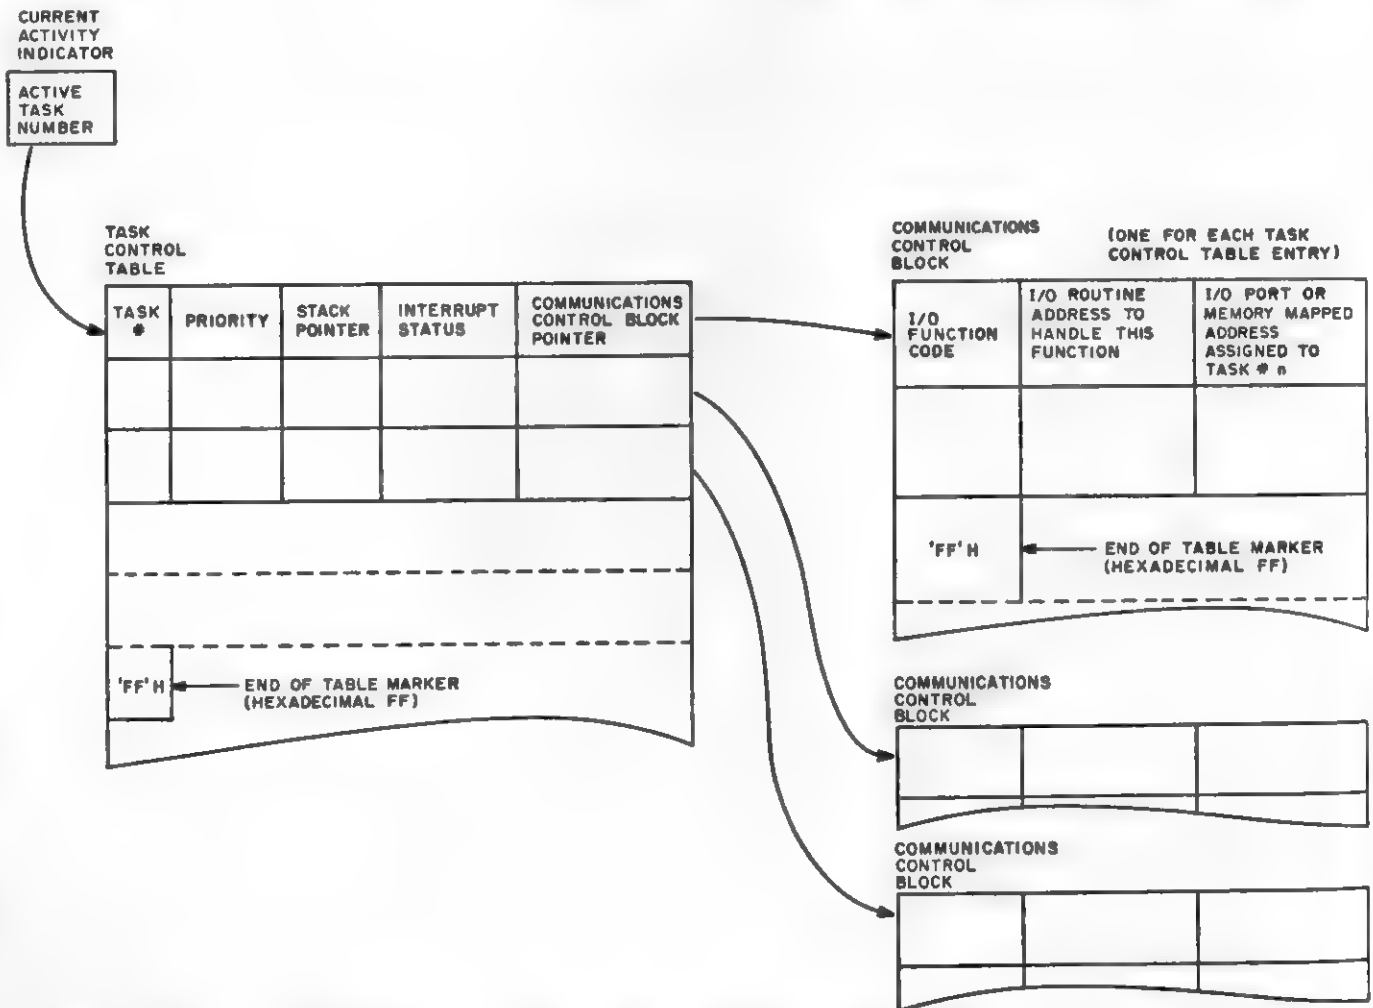 CURRENT
ACTIVITY
INDICATOR
ACTIVE
TASK
NUMBER
TASK
CONTROL
TABLE
TASK
#
PRIORITY
STACK
POINTER
INTERRUPT
STATUS
COMMUNICATIONS
CONTROL BLOCK
POINTER
'FF'H
END OF TABLE MARKER
(HEXADECIMAL FF)
COMMUNICATIONS
CONTROL
BLOCK
(ONE FOR EACH TASK
CONTROL TABLE ENTRY)
I/O
FUNCTION
CODE
I/O ROUTINE
ADDRESS TO
HANDLE THIS
FUNCTION
I/O PORT OR
MEMORY MAPPED
ADDRESS
ASSIGNED TO
TASK # n
'FF'H
END OF TABLE MARKER
(HEXADECIMAL FF)
COMMUNICATIONS
CONTROL
BLOCK
COMMUNICATIONS
CONTROL
BLOCK